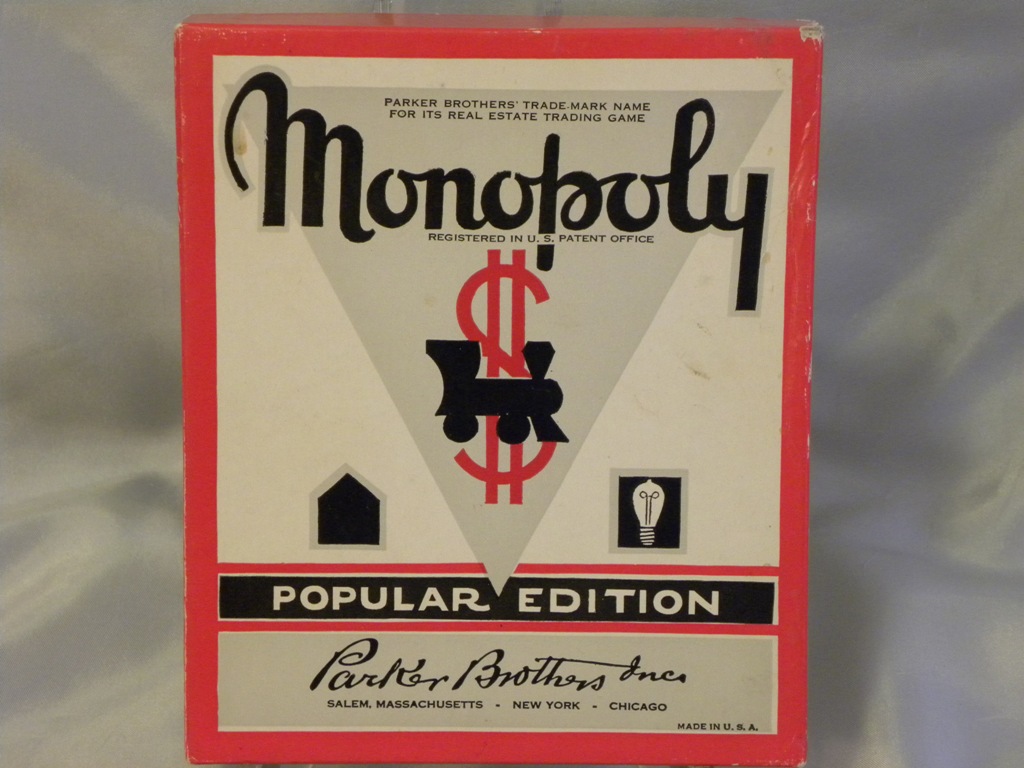 PARKER BROTHERS' TRADE-MARK NAME
FOR ITS REAL ESTATE TRADING GAME
Monopoly
REGISTERED IN U. S. PATENT OFFICE
$
POPULAR EDITION
Parker Brothers Inc.
SALEM, MASSACHUSETTS - NEW YORK - CHICAGO
MADE IN U. S. A.